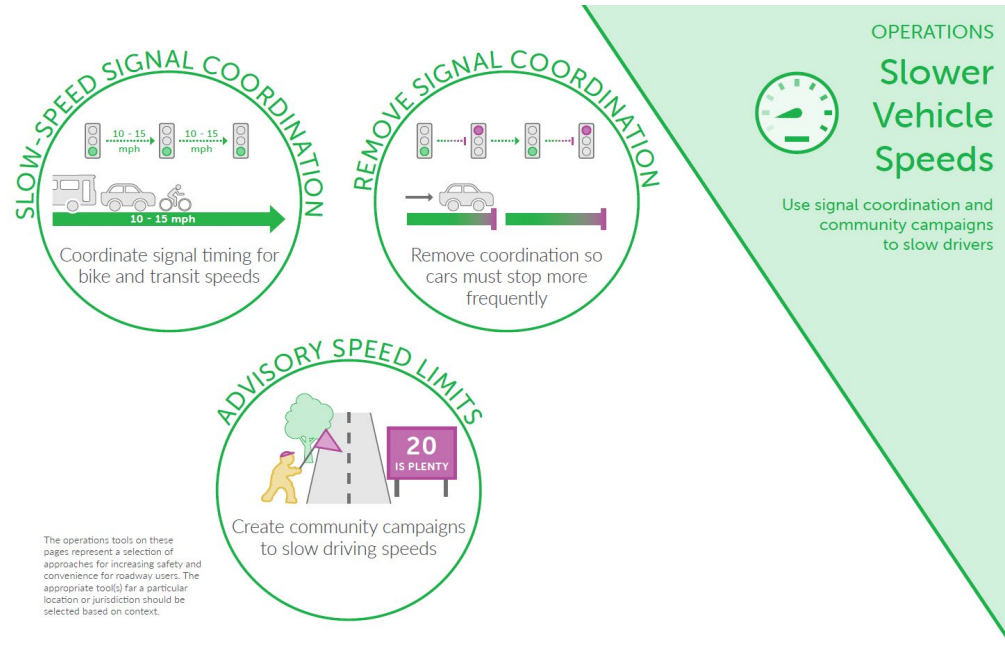 OPERATIONS
Slower
Vehicle
Speeds
Use signal coordination and
community campaigns
to slow drivers
SLOW-SPEED SIGNAL COORDINATION
10 - 15
mph
10 - 15
mph
10 - 15 mph
Coordinate signal timing for
bike and transit speeds
REMOVE SIGNAL COORDINATION
Remove coordination so
cars must stop more
frequently
ADVISORY SPEED LIMITS
20
IS PLENTY
Create community campaigns
to slow driving speeds
The operations tools on these
pages represent a selection of
approaches for increasing safety and
convenience for roadway users. The
appropriate tool(s) far a particular
location or jurisdiction should be
selected based on context.